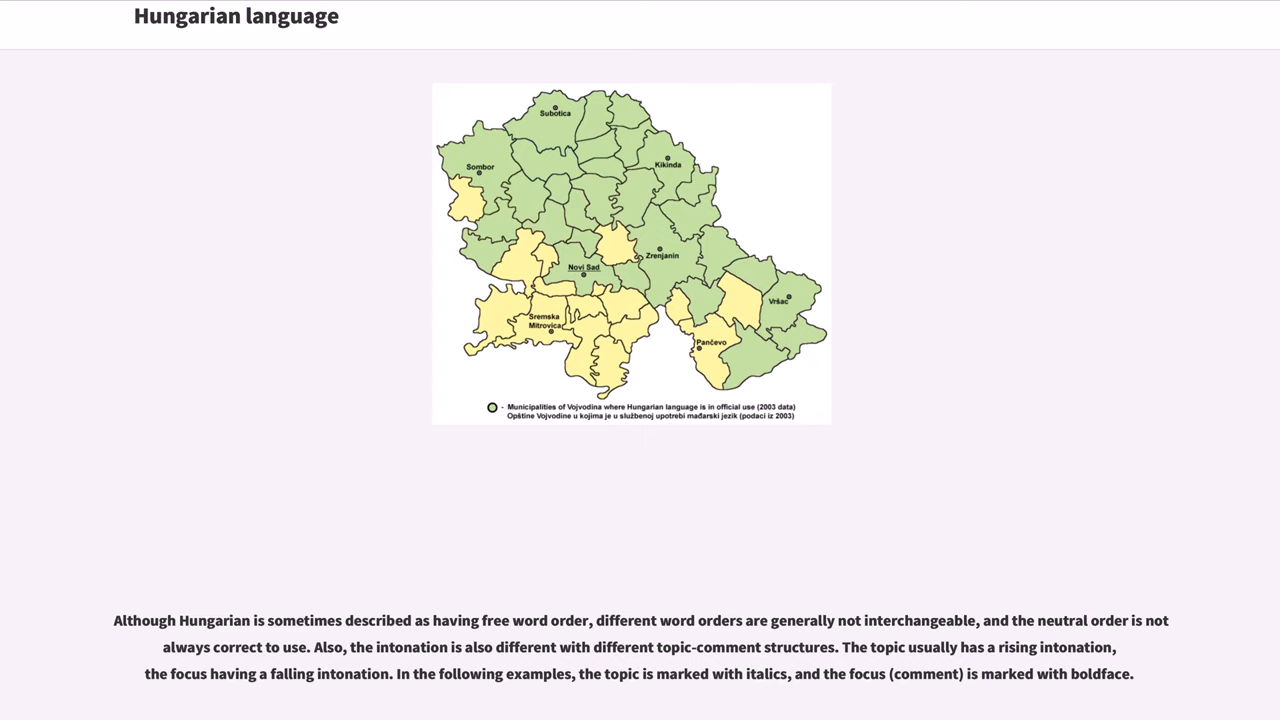 Hungarian language
Subotica
Kikinda
Sombor
Zrenjanin
Novi Sad
Vršac
Sremska
Mitrovica
Pančevo
- Municipalities of Vojvodina where Hungarian language is in official use (2003 data)
Opštine Vojvodine u kojima je u službenoj upotrebi mađarski jezik (podaci iz 2003)
Although Hungarian is sometimes described as having free word order, different word orders are generally not interchangeable, and the neutral order is not
always correct to use. Also, the intonation is also different with different topic-comment structures. The topic usually has a rising intonation,
the focus having a falling intonation. In the following examples, the topic is marked with italics, and the focus (comment) is marked with boldface.